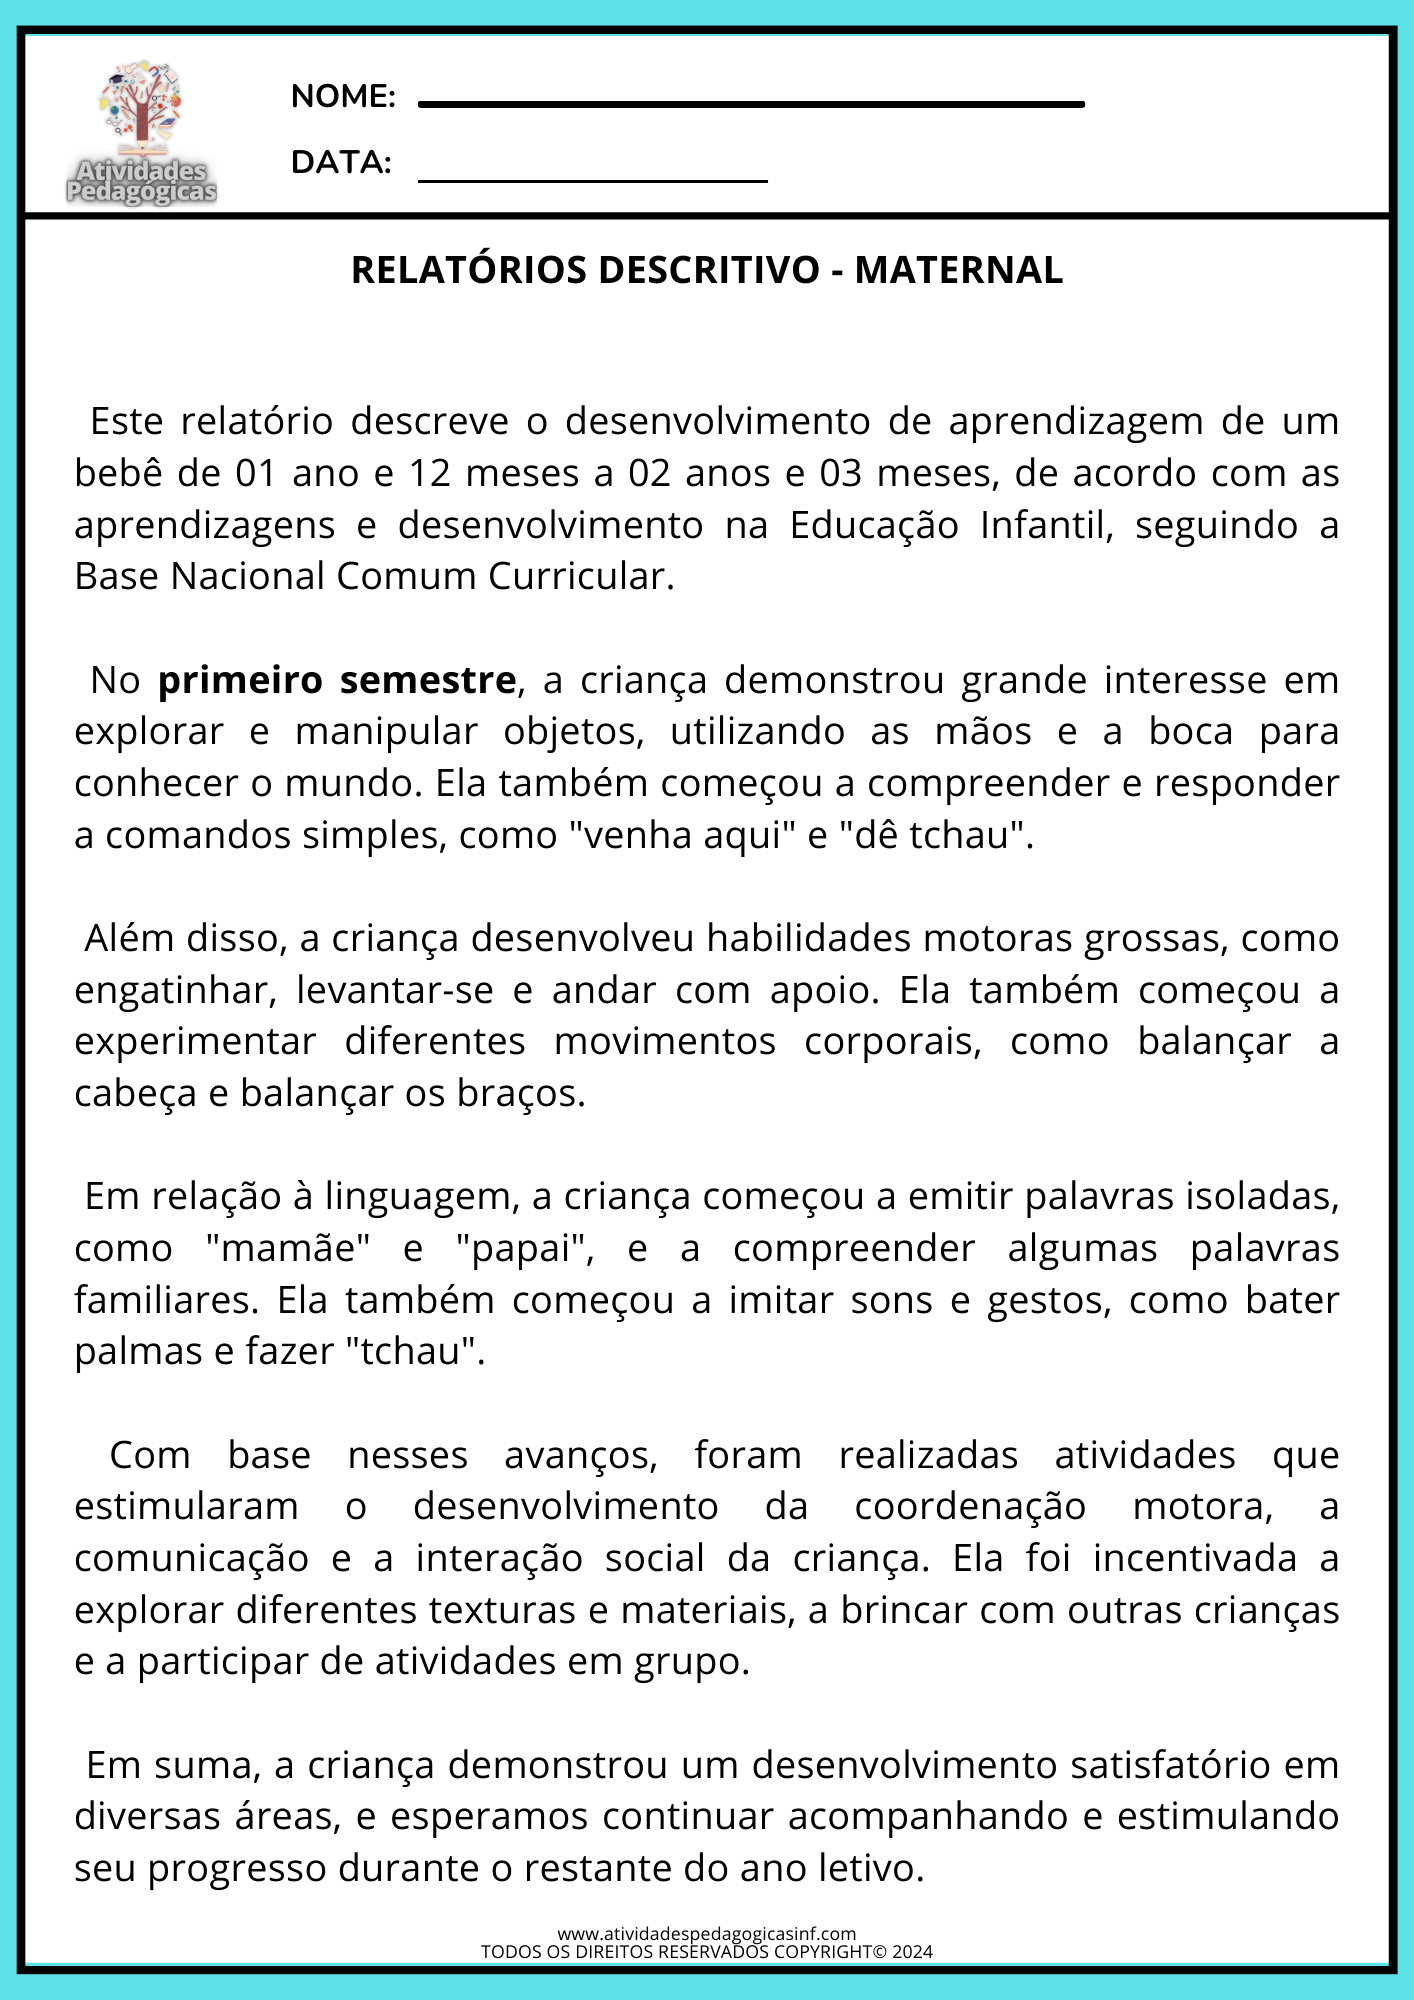 Atividades
Pedagógicas
NOME:
DATA:
RELATÓRIOS DESCRITIVO - MATERNAL
Este relatório descreve o desenvolvimento de aprendizagem de um
bebê de 01 ano e 12 meses a 02 anos e 03 meses, de acordo com as
aprendizagens e desenvolvimento na Educação Infantil, seguindo a
Base Nacional Comum Curricular.
No primeiro semestre, a criança demonstrou grande interesse em
explorar e manipular objetos, utilizando as mãos e a boca para
conhecer o mundo. Ela também começou a compreender e responder
a comandos simples, como "venha aqui" e "dê tchau".
Além disso, a criança desenvolveu habilidades motoras grossas, como
engatinhar, levantar-se e andar com apoio. Ela também começou a
experimentar diferentes movimentos corporais, como balançar a
cabeça e balançar os braços.
Em relação à linguagem, a criança começou a emitir palavras isoladas,
como "mamãe" e "papai", e a compreender algumas palavras
familiares. Ela também começou a imitar sons e gestos, como bater
palmas e fazer "tchau".
Com base nesses avanços, foram realizadas atividades que
estimularam o desenvolvimento da coordenação motora, a
comunicação e a interação social da criança. Ela foi incentivada a
explorar diferentes texturas e materiais, a brincar com outras crianças
e a participar de atividades em grupo.
Em suma, a criança demonstrou um desenvolvimento satisfatório em
diversas áreas, e esperamos continuar acompanhando e estimulando
seu progresso durante o restante do ano letivo.
www.atividadespedagogicasinf.com
TODOS OS DIREITOS RESERVADOS COPYRIGHT© 2024